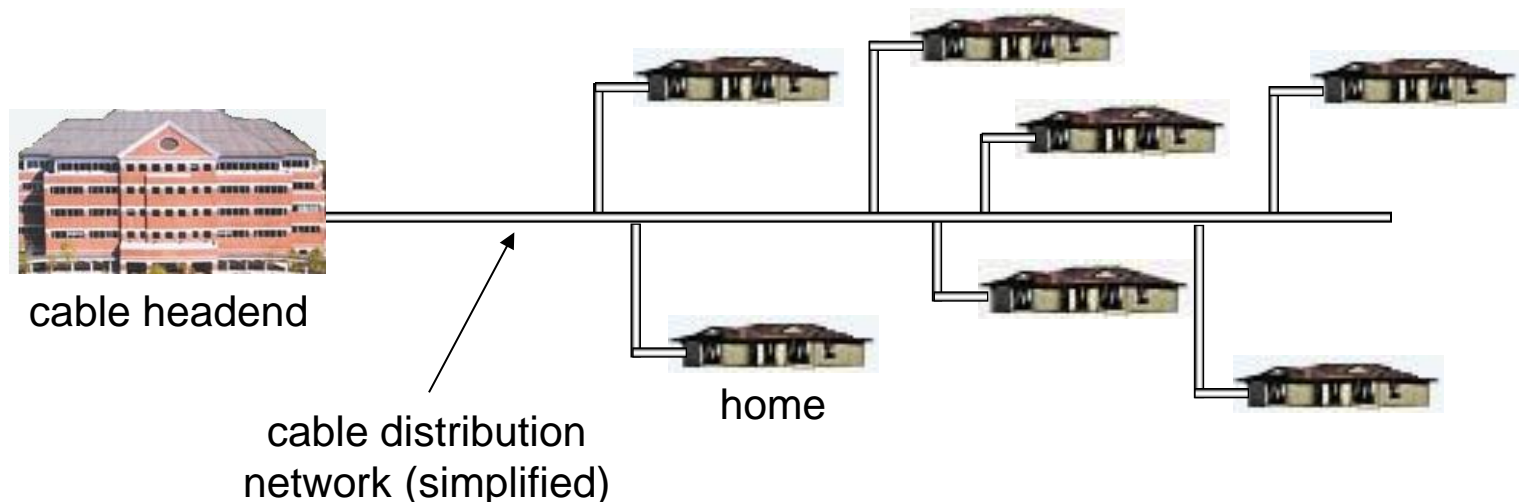 cable headend
home
cable distribution
network (simplified)